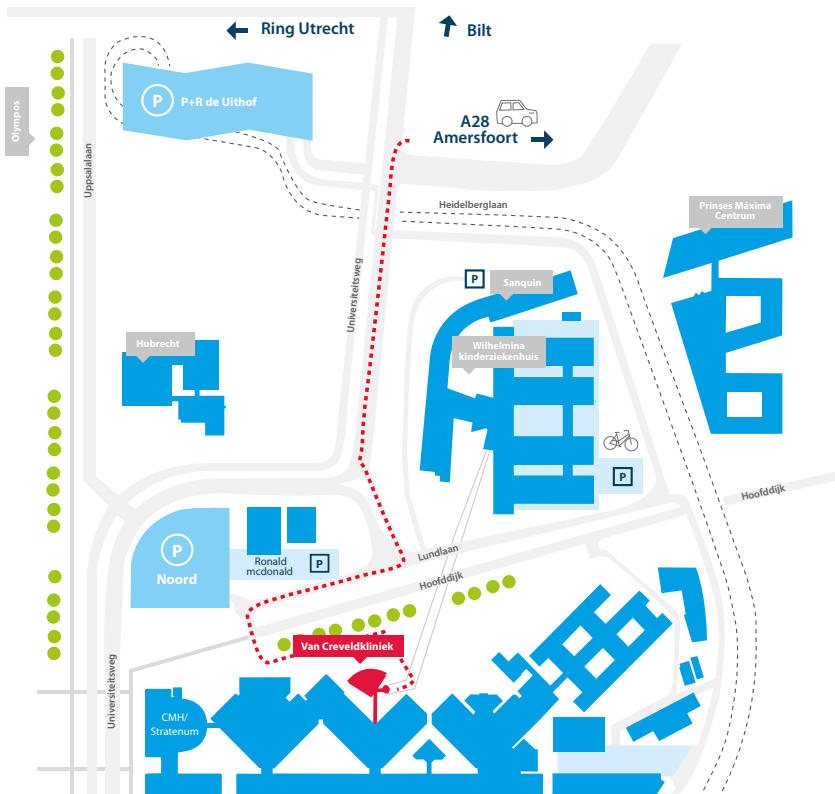 Ring Utrecht
Bilt
P
P+R de Uithof
A28
Amersfoort
Olympos
Uppsalalaan
Heidelberglaan
Prinses Máxima
Centrum
Universiteitsweg
P
Sanquin
Hubrecht
Wilhelmina
kinderziekenhuis
P
Hoofddijk
P
Noord
Ronald
mcdonald
P
Lundlaan
Hoofddijk
Van Creveldkliniek
Universiteitsweg
CMH/
Stratenum